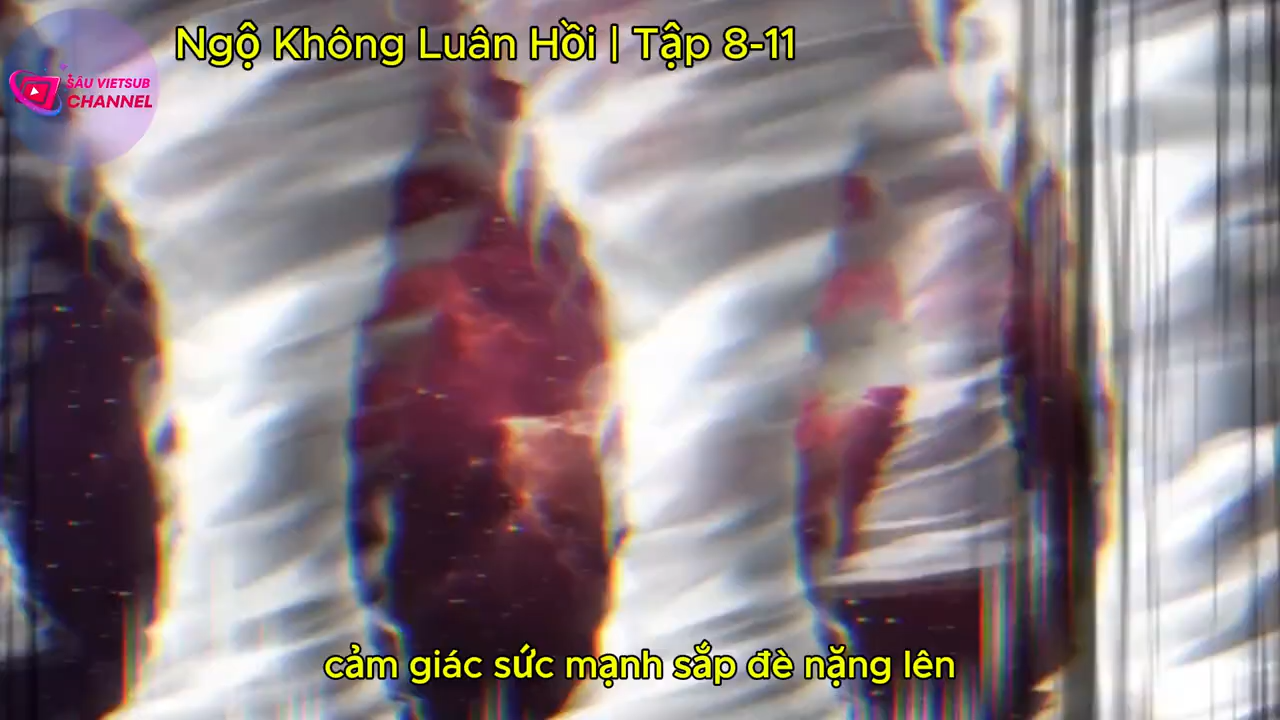 Ngộ Không Luân Hồi | Tập 8-11
SÂU VIETSUB
CHANNEL
cảm giác sức mạnh sắp đè nặng lên